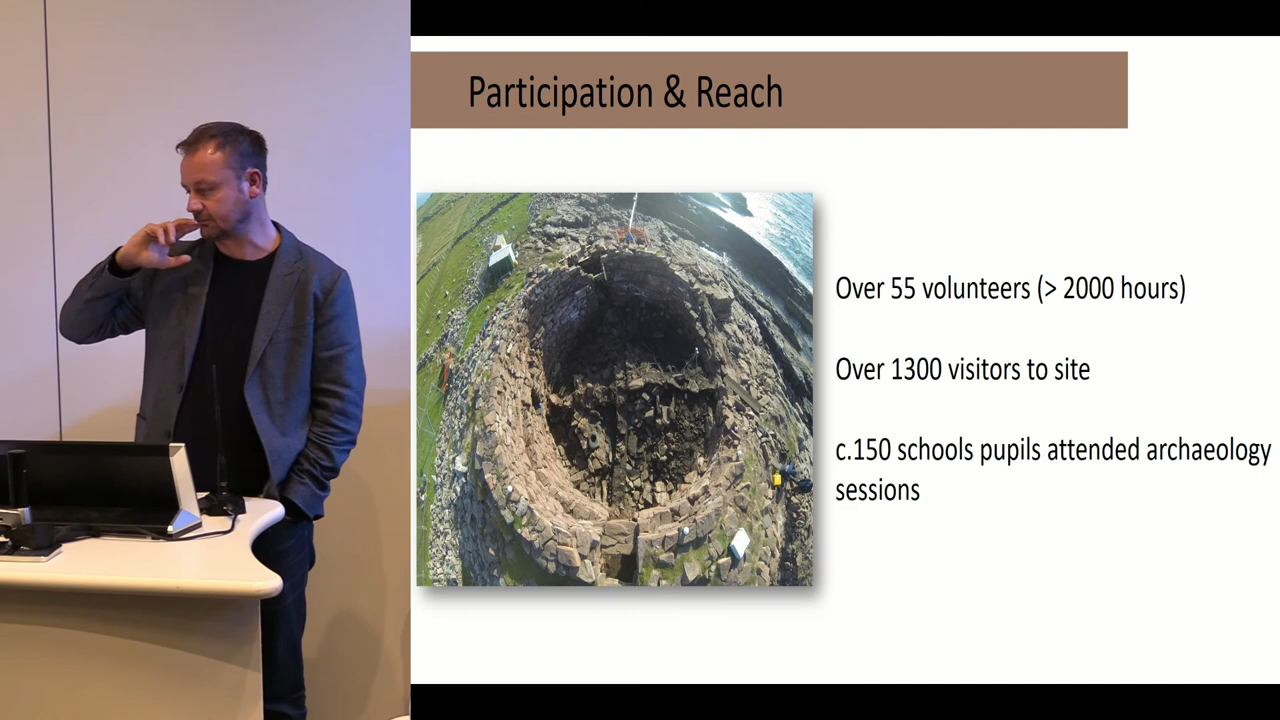 Participation & Reach
Over 55 volunteers (> 2000 hours)
Over 1300 visitors to site
c.150 schools pupils attended archaeology
sessions